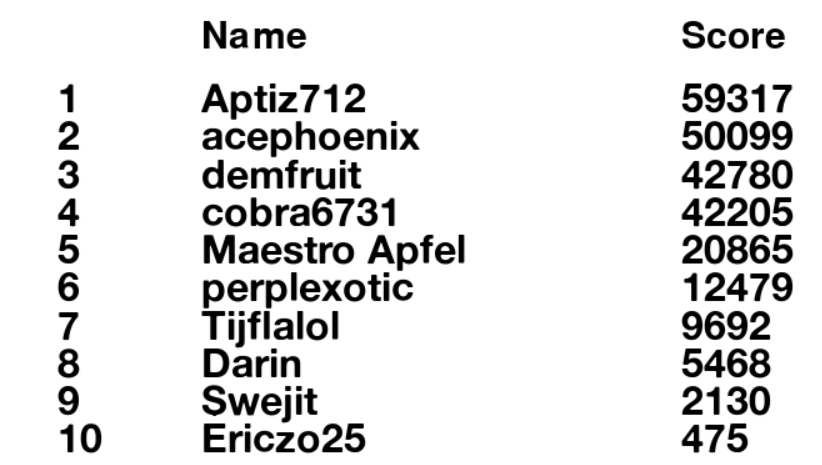 Name Score
1 Aptiz712 59317
2 acephoenix 50099
3 demfruit 42780
4 cobra6731 42205
5 Maestro Apfel 20865
6 perplexotic 12479
7 Tijflalol 9692
8 Darin 5468
9 Swejit 2130
10 Ericzo25 475